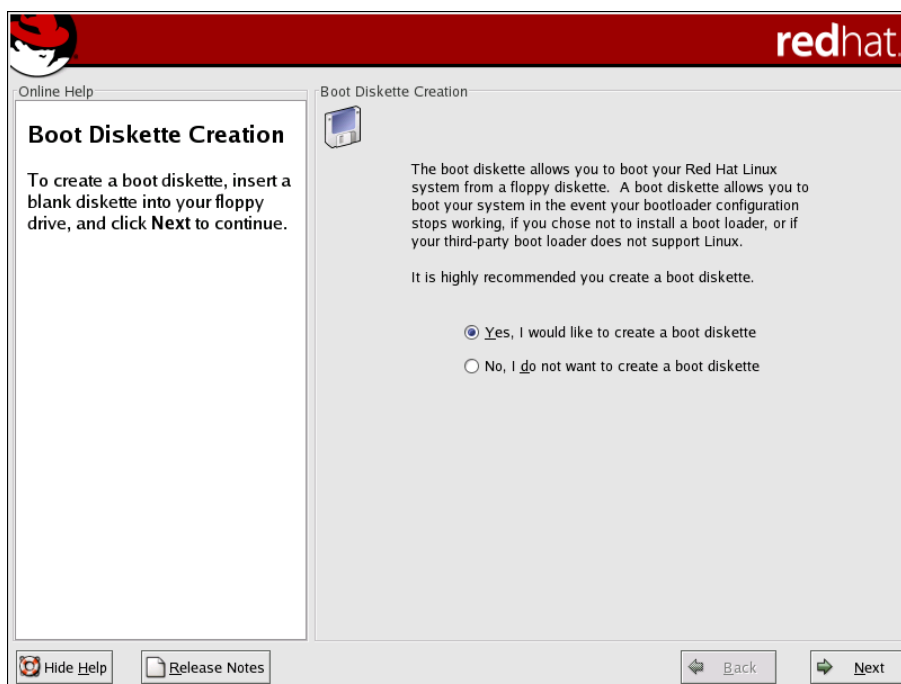 redhat.
Online Help
Boot Diskette Creation
To create a boot diskette, insert a
blank diskette into your floppy
drive, and click Next to continue.
Boot Diskette Creation
The boot diskette allows you to boot your Red Hat Linux
system from a floppy diskette. A boot diskette allows you to
boot your system in the event your bootloader configuration
stops working, if you chose not to install a boot loader, or if
your third-party boot loader does not support Linux.
It is highly recommended you create a boot diskette.
Yes, I would like to create a boot diskette
No, I do not want to create a boot diskette
Hide Help
Release Notes
Back
Next